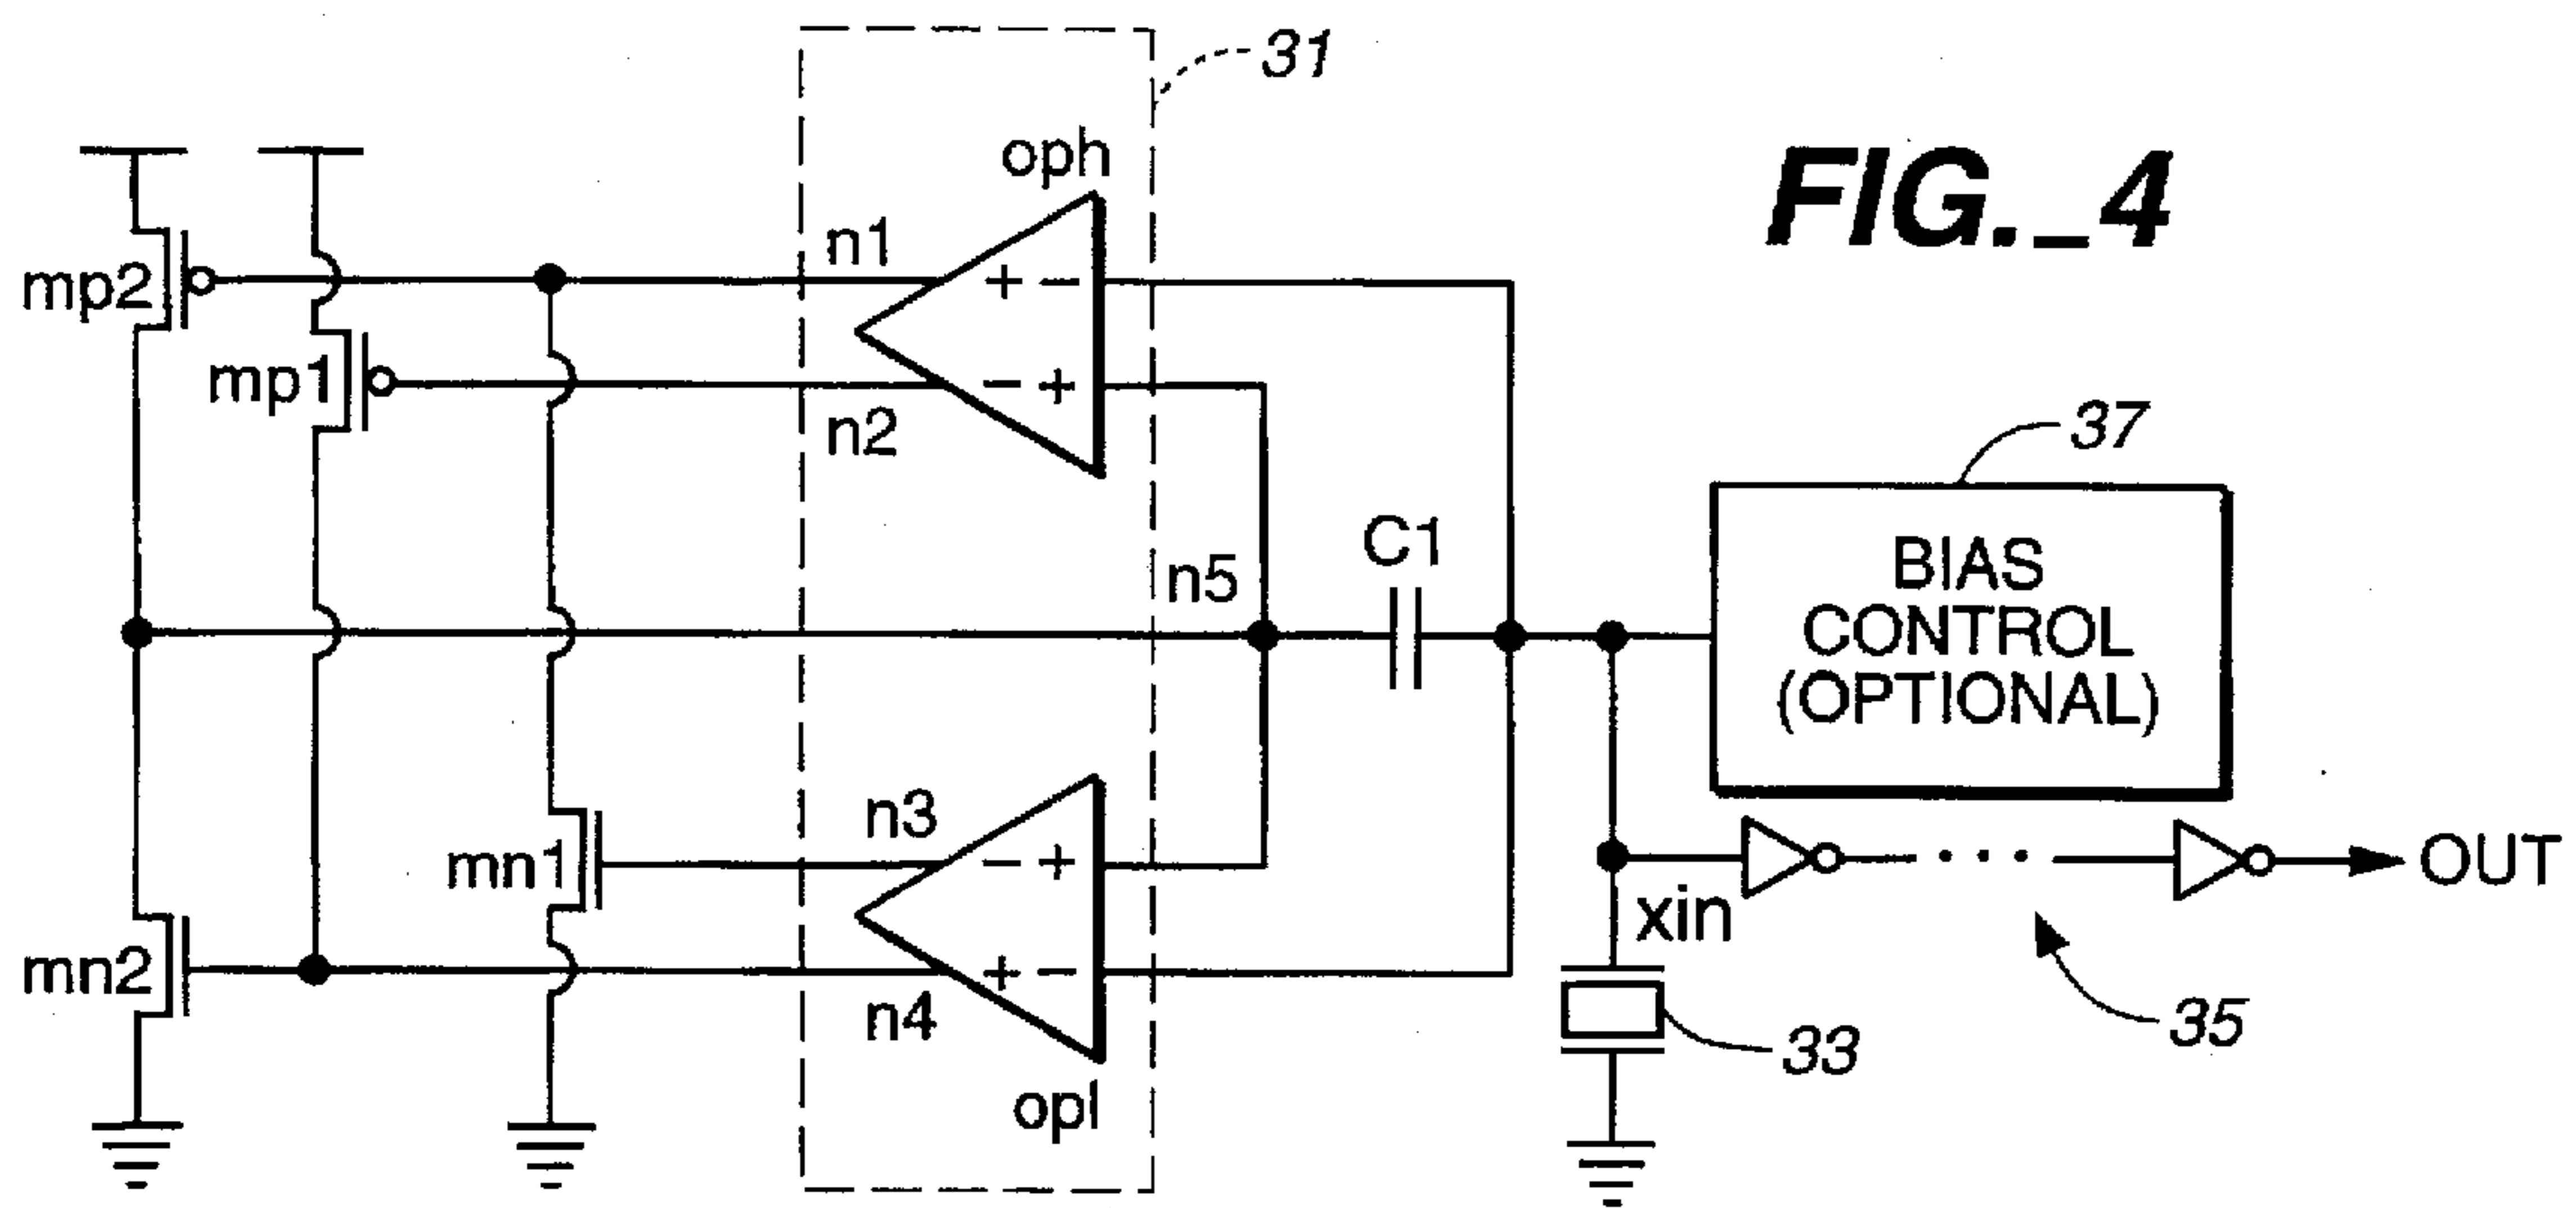 31
oph
FIG._4
n1
+ −
mp2
mp1
− +
n2
37
C1
n5
BIAS
CONTROL
(OPTIONAL)
n3
− +
mn1
OUT
xin
mn2
+ −
n4
33
35
opl